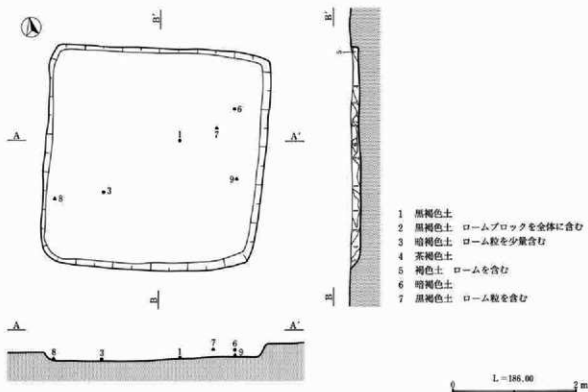 B'
B'
6
7
1
A
A'
9
3
8
1 黒褐色土
2 黒褐色土 ロームブロックを全体に含む
3 暗褐色土 ローム粒を少量含む
4 茶褐色土
5 褐色土 ロームを含む
6 暗褐色土
7 黒褐色土 ローム粒を含む
B
B
A
A'
7
6
8
3
1
9
L=186.00
0
2m